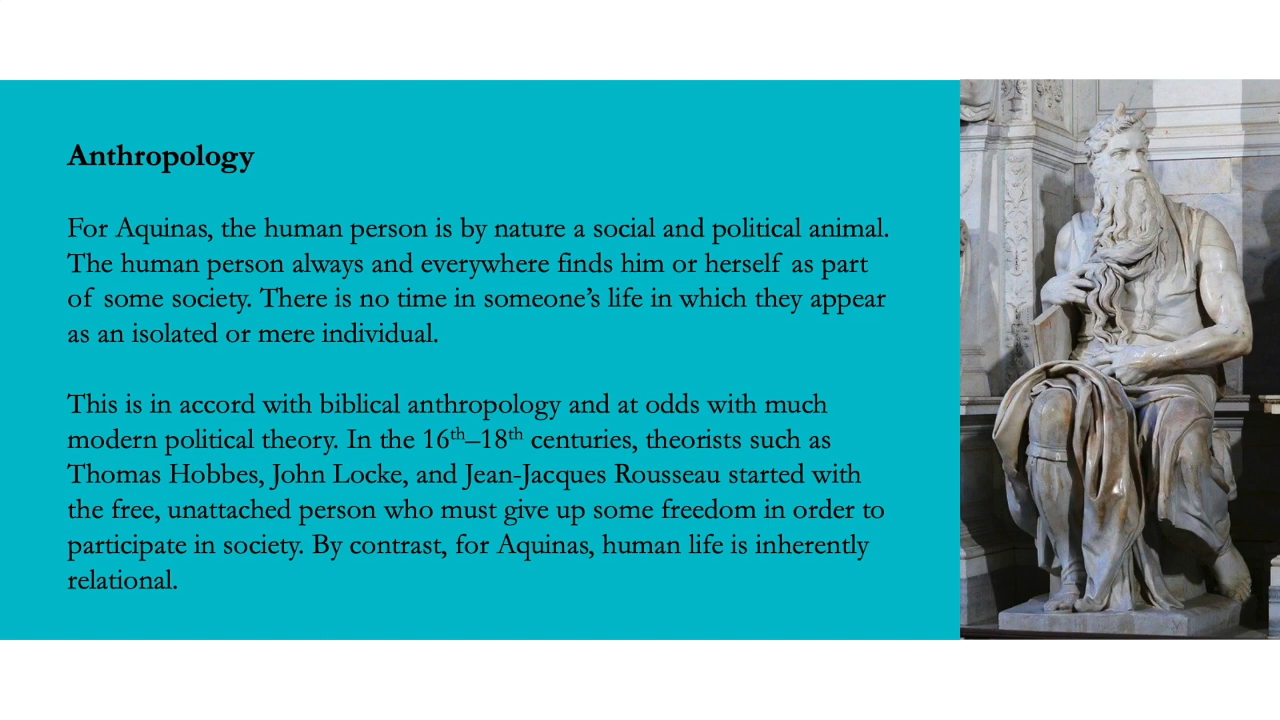 Anthropology
For Aquinas, the human person is by nature a social and political animal.
The human person always and everywhere finds him or herself as part
of some society. There is no time in someone’s life in which they appear
as an isolated or mere individual.
This is in accord with biblical anthropology and at odds with much
modern political theory. In the 16th–18th centuries, theorists such as
Thomas Hobbes, John Locke, and Jean-Jacques Rousseau started with
the free, unattached person who must give up some freedom in order to
participate in society. By contrast, for Aquinas, human life is inherently
relational.